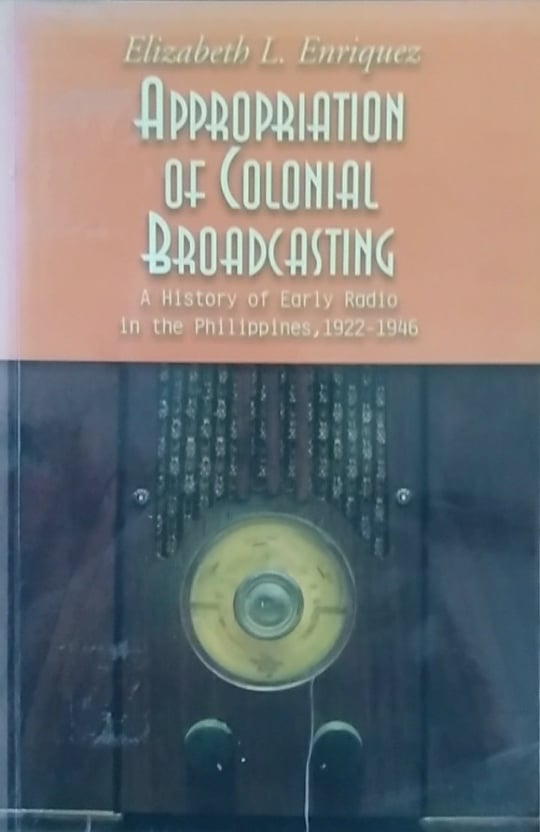 Elizabeth L. Enriquez
APPROPRIATION
OF COLONIAL
BROADCASTING
A History of Early Radio
in the Philippines, 1922-1946